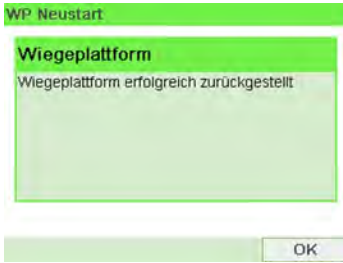 WP Neustart
Wiegeplattform
Wiegeplattform erfolgreich zurückgestellt
OK